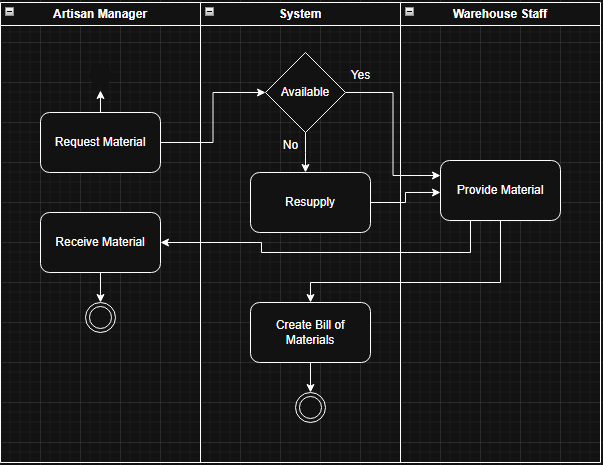 Artisan Manager
System
Warehouse Staff
Available
Yes
Request Material
No
Resupply
Provide Material
Receive Material
Create Bill of
Materials